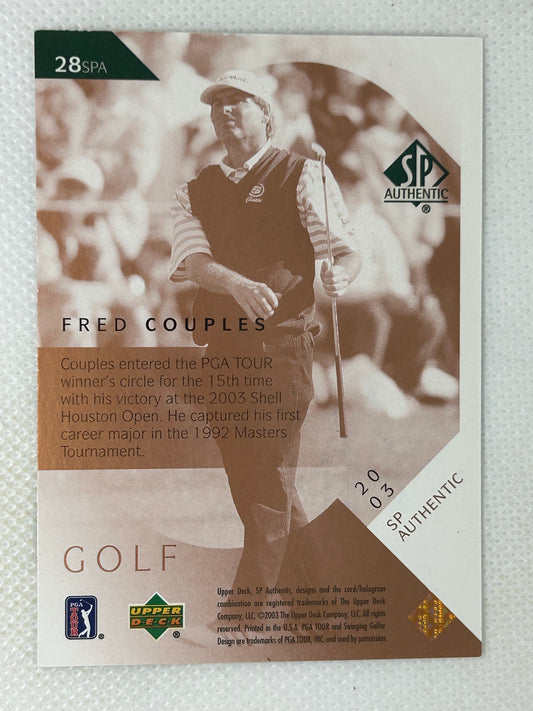 28SPA
SP
AUTHENTIC
®
FRED COUPLES
Couples entered the PGA TOUR
winner's circle for the 15th time
with his victory at the 2003 Shell
Houston Open. He captured his first
career major in the 1992 Masters
Tournament.
20
03
SP
AUTHENTIC
GOLF
Upper Deck, SP Authentic, designs and the card/hologram
combination are registered trademarks of The Upper Deck
Company, LLC. ©2003 The Upper Deck Company, LLC. All rights
reserved. Printed in the U.S.A. PGA TOUR and Swinging Golfer
Design are trademarks of PGA TOUR, INC. and used by permission.
PGA
TOUR
®
UPPER
DECK
®